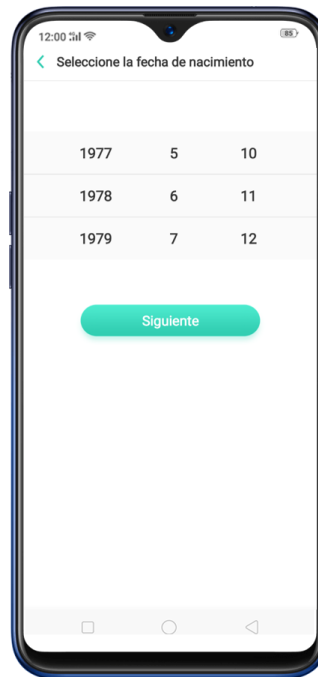 12:00
85
Seleccione la fecha de nacimiento
1977 5 10
1978 6 11
1979 7 12
Siguiente